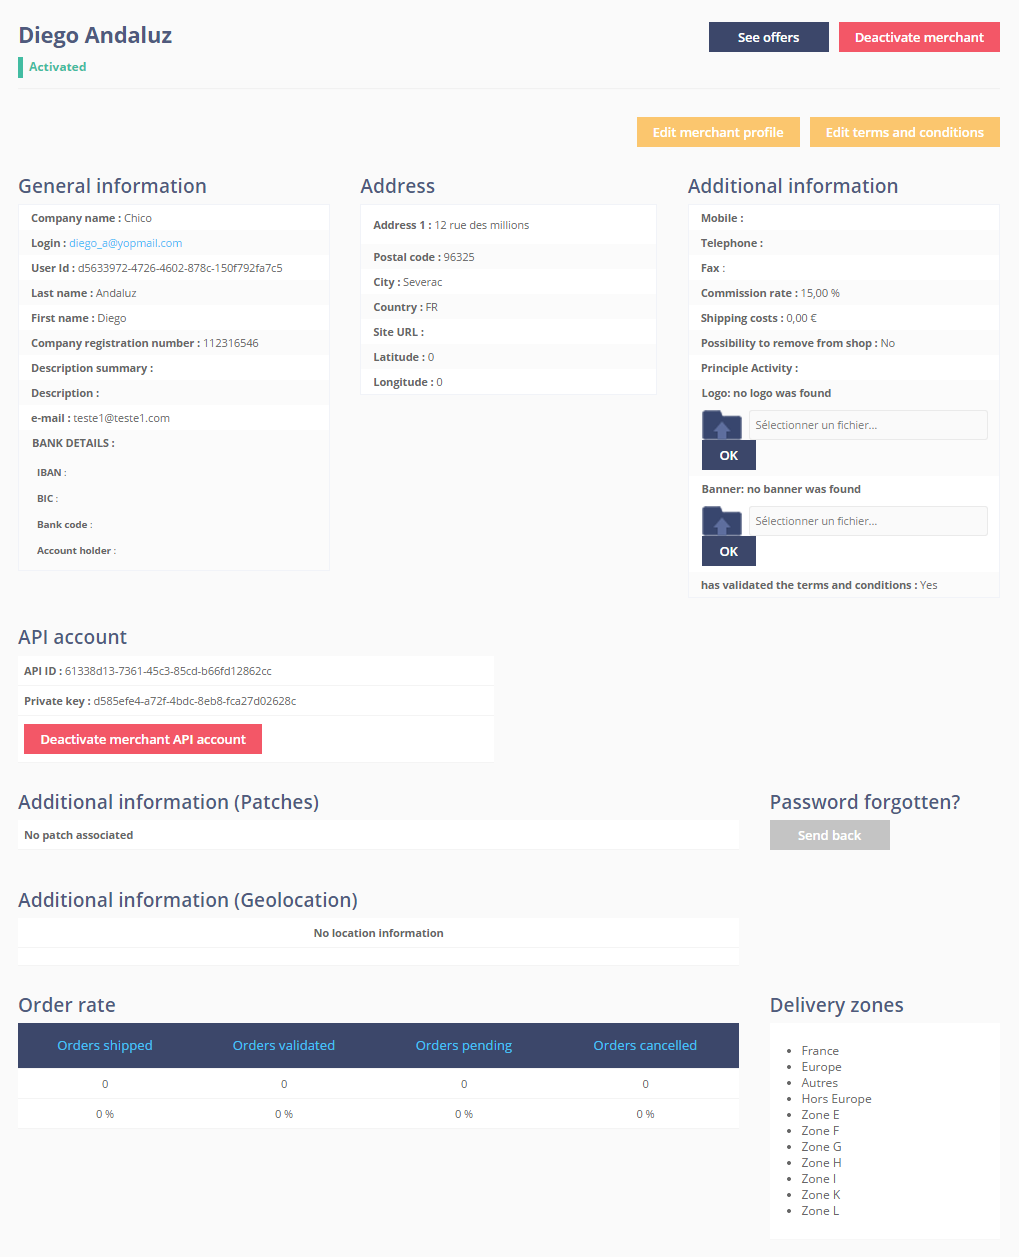 Diego Andaluz
See offers
Deactivate merchant
Activated
Edit merchant profile
Edit terms and conditions
General information
Company name : Chico
Login : diego_a@yopmail.com
User Id : d5633972-4726-4602-878c-150f792fa7c5
Last name : Andaluz
First name : Diego
Company registration number : 112316546
Description summary :
Description :
e-mail : teste1@teste1.com
BANK DETAILS :
IBAN :
BIC :
Bank code :
Account holder :
Address
Address 1 : 12 rue des millions
Postal code : 96325
City : Severac
Country : FR
Site URL :
Latitude : 0
Longitude : 0
Additional information
Mobile :
Telephone :
Fax :
Commission rate : 15,00 %
Shipping costs : 0,00 €
Possibility to remove from shop : No
Principle Activity :
Logo: no logo was found
Sélectionner un fichier...
OK
Banner: no banner was found
Sélectionner un fichier...
OK
has validated the terms and conditions : Yes
API account
API ID : 61338d13-7361-45c3-85cd-b66fd12862cc
Private key : d585efe4-a72f-4bdc-8eb8-fca27d02628c
Deactivate merchant API account
Additional information (Patches)
No patch associated
Password forgotten?
Send back
Additional information (Geolocation)
No location information
Order rate
Orders shipped Orders validated Orders pending Orders cancelled
0 0 0 0
0 % 0 % 0 % 0 %
Delivery zones
France
Europe
Autres
Hors Europe
Zone E
Zone F
Zone G
Zone H
Zone I
Zone K
Zone L